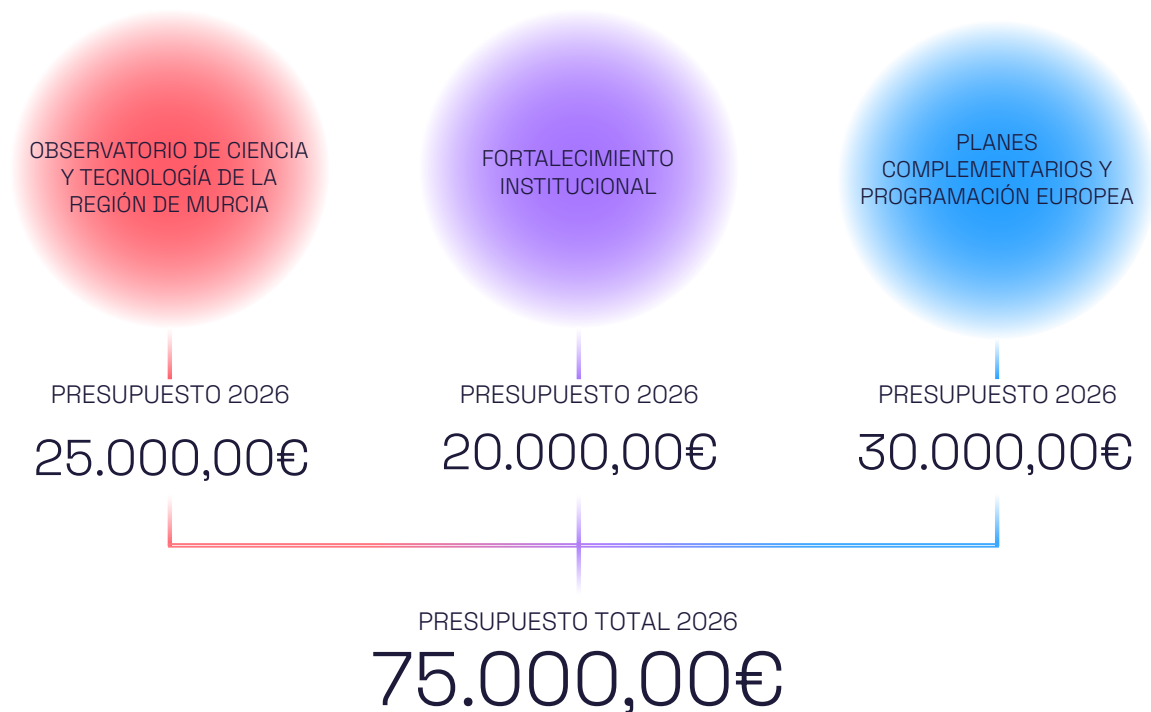 OBSERVATORIO DE CIENCIA
Y TECNOLOGÍA DE LA
REGIÓN DE MURCIA
PRESUPUESTO 2026
25.000,00€
FORTALECIMIENTO
INSTITUCIONAL
PRESUPUESTO 2026
20.000,00€
PLANES
COMPLEMENTARIOS Y
PROGRAMACIÓN EUROPEA
PRESUPUESTO 2026
30.000,00€
PRESUPUESTO TOTAL 2026
75.000,00€